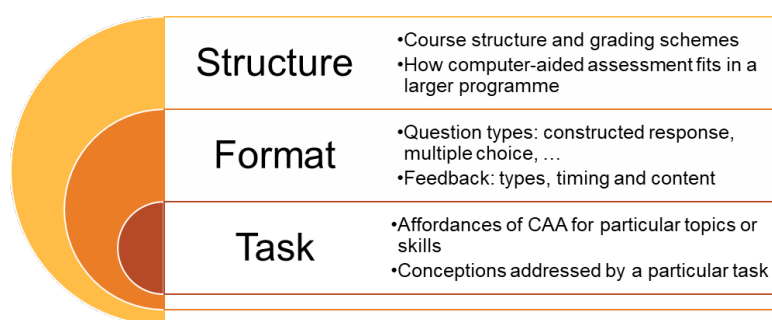 Structure
•Course structure and grading schemes
•How computer-aided assessment fits in a
larger programme
Format
•Question types: constructed response,
multiple choice, …
•Feedback: types, timing and content
Task
•Affordances of CAA for particular topics or
skills
•Conceptions addressed by a particular task